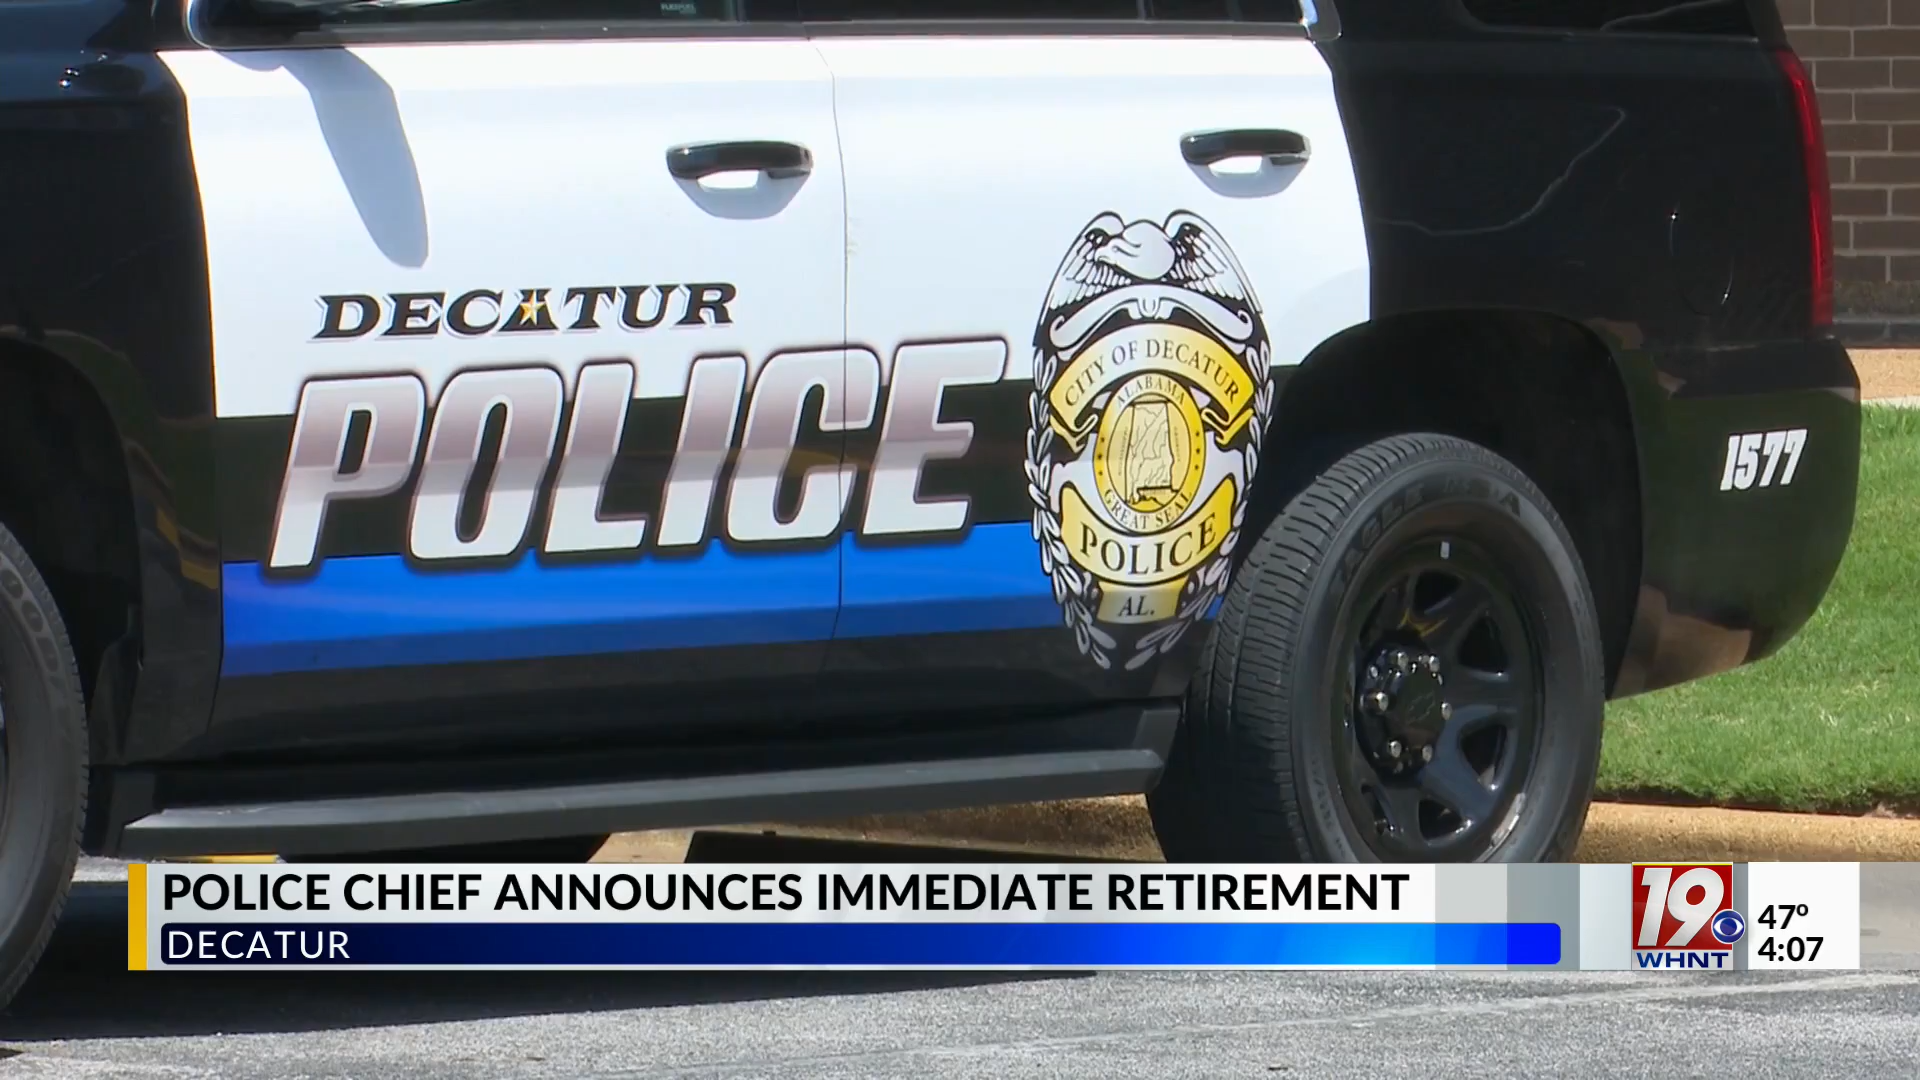 DECATUR
POLICE
CITY OF DECATUR
ALABAMA
GREAT SEAL
POLICE
AL.
1577
POLICE CHIEF ANNOUNCES IMMEDIATE RETIREMENT
DECATUR
19
WHNT
47°
4:07